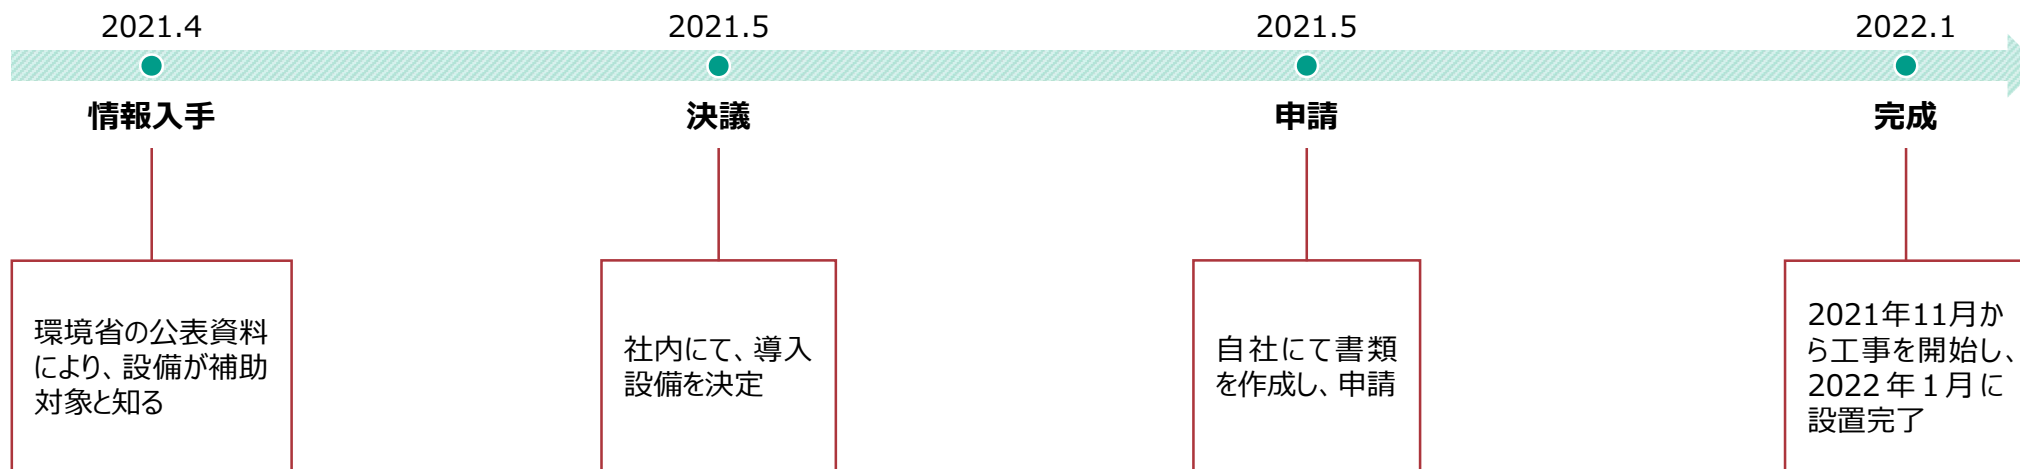 2021.4
2021.5
2021.5
2022.1
情報入手
決議
申請
完成
環境省の公表資料
により、設備が補助
対象と知る
社内にて、導入
設備を決定
自社にて書類
を作成し、申請
2021年11月か
ら工事を開始し、
2022年1月に
設置完了